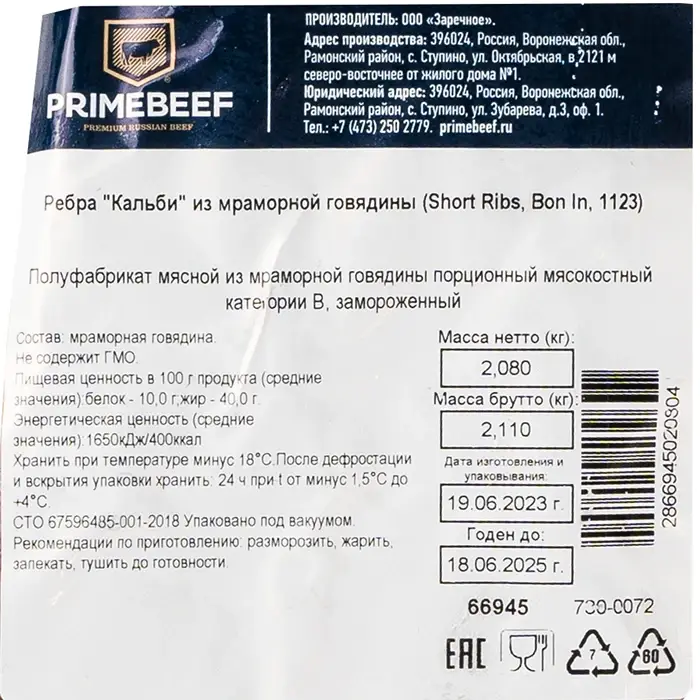 PRIMEBEEF
PREMIUM RUSSIAN BEEF
ПРОИЗВОДИТЕЛЬ: ООО «Заречное».
Адрес производства: 396024, Россия, Воронежская обл.,
Рамонский район, с. Ступино, ул. Октябрьская, в 2121 м
северо-восточнее от жилого дома №1.
Юридический адрес: 396024, Россия, Воронежская обл.,
Рамонский район, с. Ступино, ул. Зубарева, д.3, оф. 1.
Тел.: +7 (473) 250 2779. primebeef.ru
Ребра "Кальби" из мраморной говядины (Short Ribs, Bon In, 1123)
Полуфабрикат мясной из мраморной говядины порционный мясокостный
категории В, замороженный
Состав: мраморная говядина.
Не содержит ГМО.
Пищевая ценность в 100 г продукта (средние
значения):белок - 10,0 г;жир - 40,0 г.
Энергетическая ценность (средние
значения):1650кДж/400ккал
Хранить при температуре минус 18°С.После дефростации
и вскрытия упаковки хранить: 24 ч при t от минус 1,5°С до
+4°С.
СТО 67596485-001-2018 Упаковано под вакуумом.
Рекомендации по приготовлению: разморозить, жарить,
запекать, тушить до готовности.
Масса нетто (кг):
2,080
Масса брутто (кг):
2,110
Дата изготовления и
упаковывания:
19.06.2023 г.
Годен до:
18.06.2025 г.
66945 730-0072
2866945020804
EAC
7
60